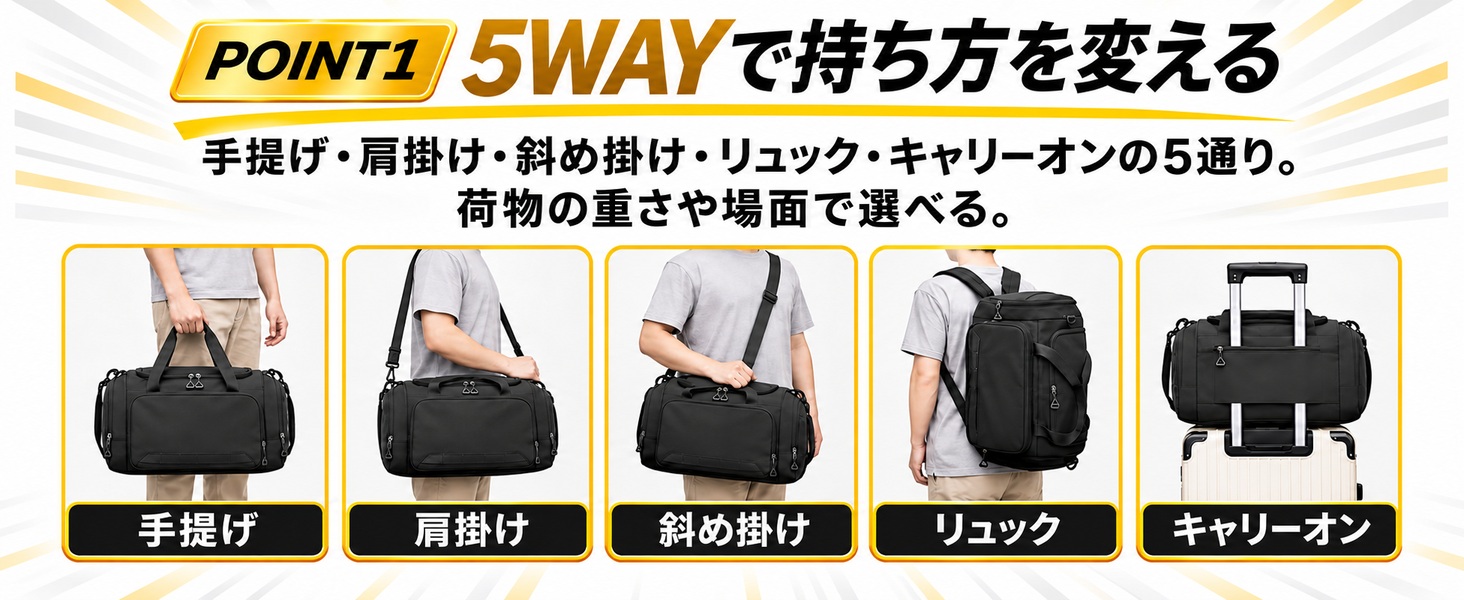 POINT1 5WAYで持ち方を変える
手提げ・肩掛け・斜め掛け・リュック・キャリーオンの5通り。
荷物の重さや場面で選べる。
手提げ
肩掛け
斜め掛け
リュック
キャリーオン